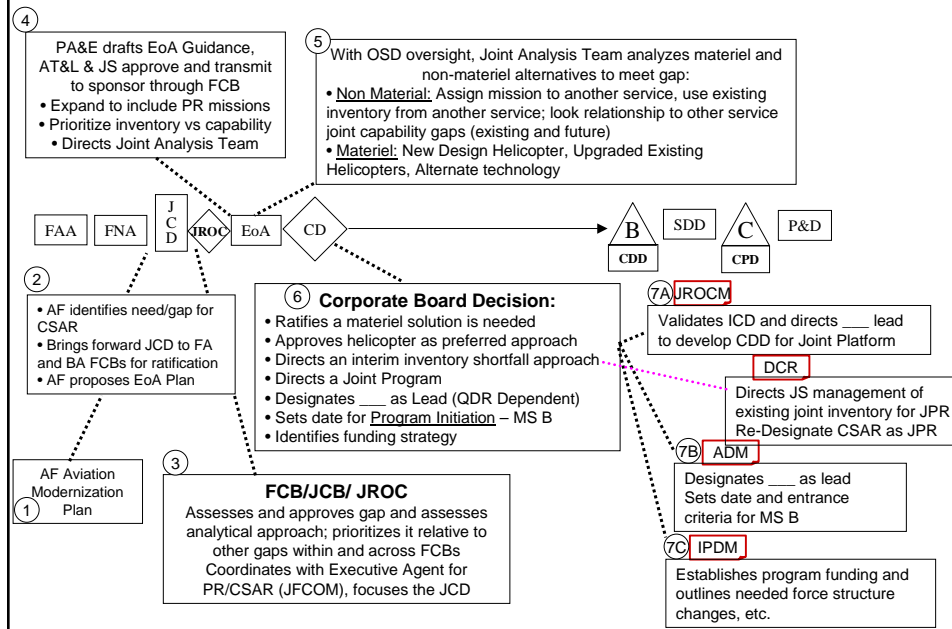 4
PA&E drafts EoA Guidance,
AT&L & JS approve and transmit
to sponsor through FCB
• Expand to include PR missions
• Prioritize inventory vs capability
• Directs Joint Analysis Team
5
With OSD oversight, Joint Analysis Team analyzes materiel and
non-materiel alternatives to meet gap:
• Non Material: Assign mission to another service, use existing
inventory from another service; look relationship to other service
joint capability gaps (existing and future)
• Materiel: New Design Helicopter, Upgraded Existing
Helicopters, Alternate technology
FAA
FNA
J
C
D
JROC
EoA
CD
B
CDD
SDD
C
CPD
P&D
2
• AF identifies need/gap for
CSAR
• Brings forward JCD to FA
and BA FCBs for ratification
• AF proposes EoA Plan
6
Corporate Board Decision:
• Ratifies a materiel solution is needed
• Approves helicopter as preferred approach
• Directs an interim inventory shortfall approach
• Directs a Joint Program
• Designates ___ as Lead (QDR Dependent)
• Sets date for Program Initiation – MS B
• Identifies funding strategy
7A
JROCM
Validates ICD and directs ___ lead
to develop CDD for Joint Platform
DCR
Directs JS management of
existing joint inventory for JPR
Re-Designate CSAR as JPR
7B
ADM
Designates ___ as lead
Sets date and entrance
criteria for MS B
7C
IPDM
Establishes program funding and
outlines needed force structure
changes, etc.
AF Aviation
Modernization
Plan
1
3
FCB/JCB/ JROC
Assesses and approves gap and assesses
analytical approach; prioritizes it relative to
other gaps within and across FCBs
Coordinates with Executive Agent for
PR/CSAR (JFCOM), focuses the JCD